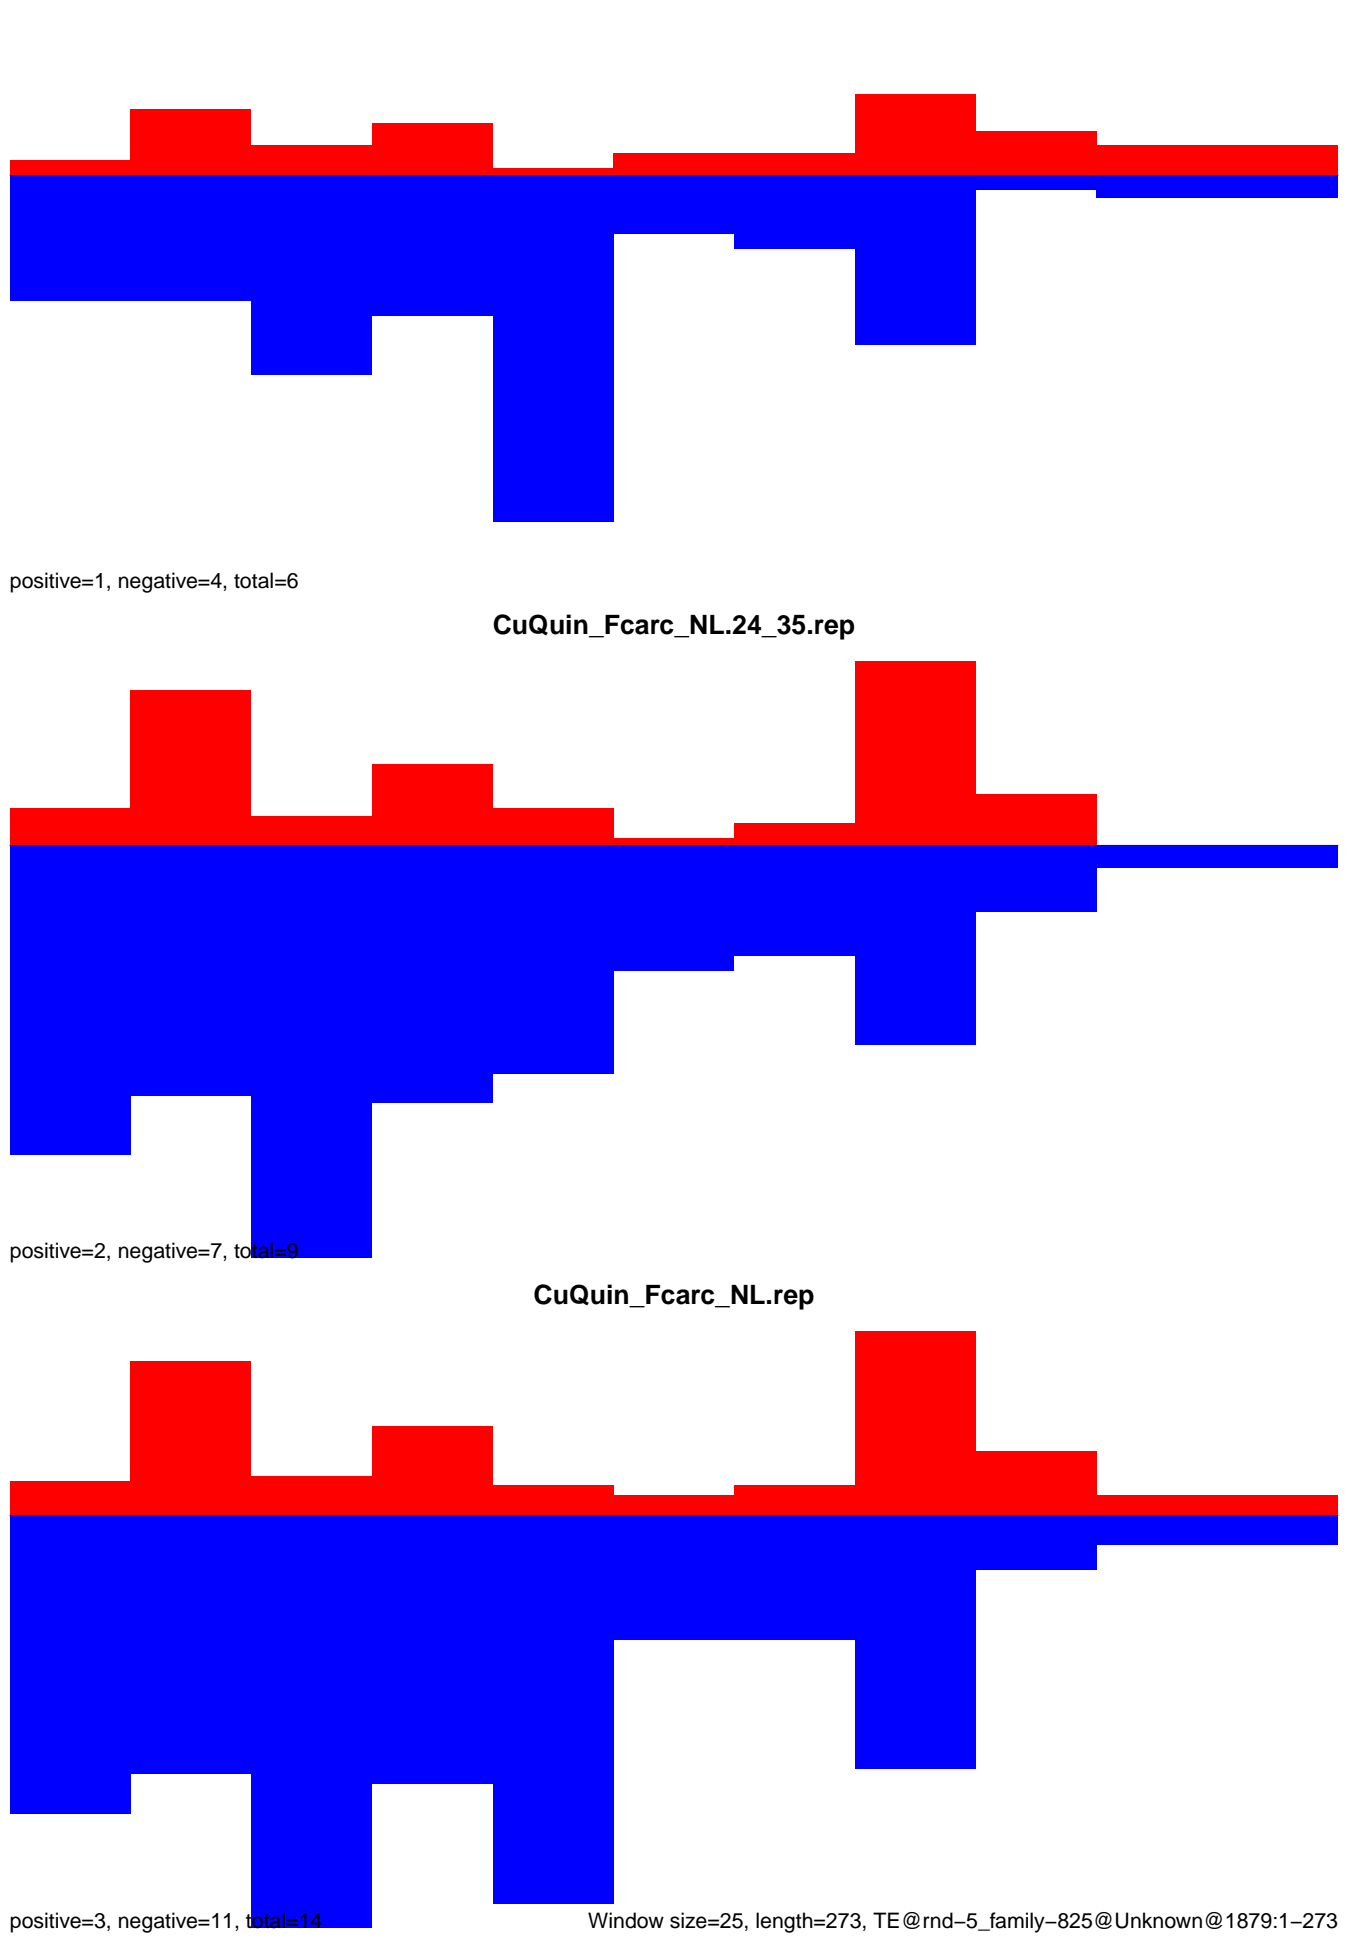 positive=1, negative=4, total=6
CuQuin_Fcarc_NL.24_35.rep
positive=2, negative=7, total=9
CuQuin_Fcarc_NL.rep
positive=3, negative=11, total=14
Window size=25, length=273, TE@rnd−5_family−825@Unknown@1879:1−273